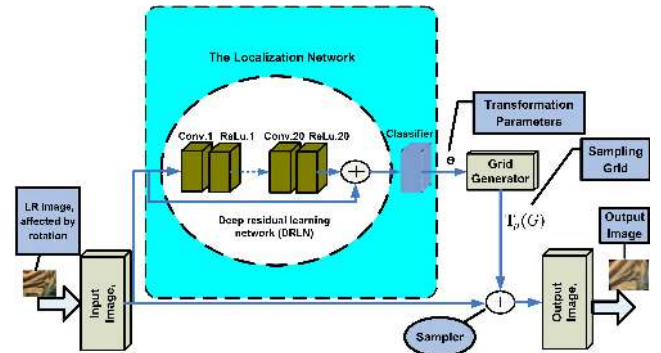 The Localization Network
Conv.1 ReLu.1 Conv.20 ReLu.20
Classifier
Deep residual learning
network (DRLN)
Transformation
Parameters
Θ
Grid
Generator
Sampling
Grid
LR Image,
affected by
rotation
Input
Image,
Sampler
Output
Image,
Output
Image